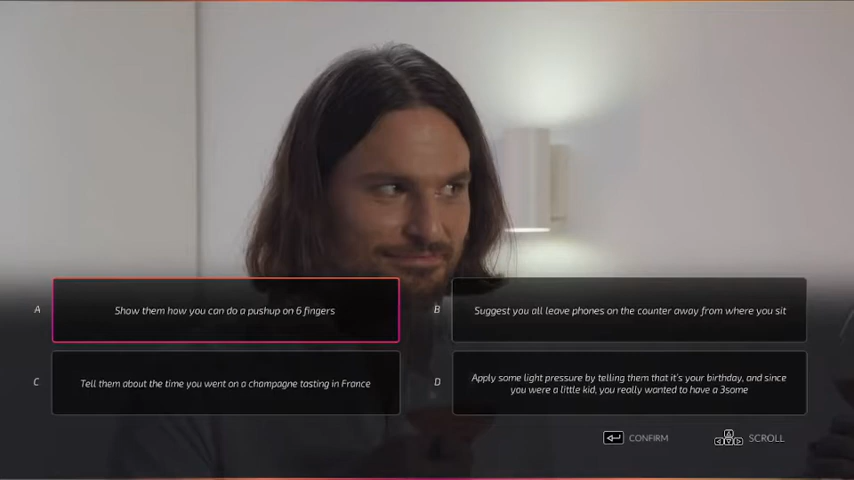 A
Show them how you can do a pushup on 6 fingers
B
Suggest you all leave phones on the counter away from where you sit
C
Tell them about the time you went on a champagne tasting in France
D
Apply some light pressure by telling them that it's your birthday, and since
you were a little kid, you really wanted to have a 3some
CONFIRM
SCROLL